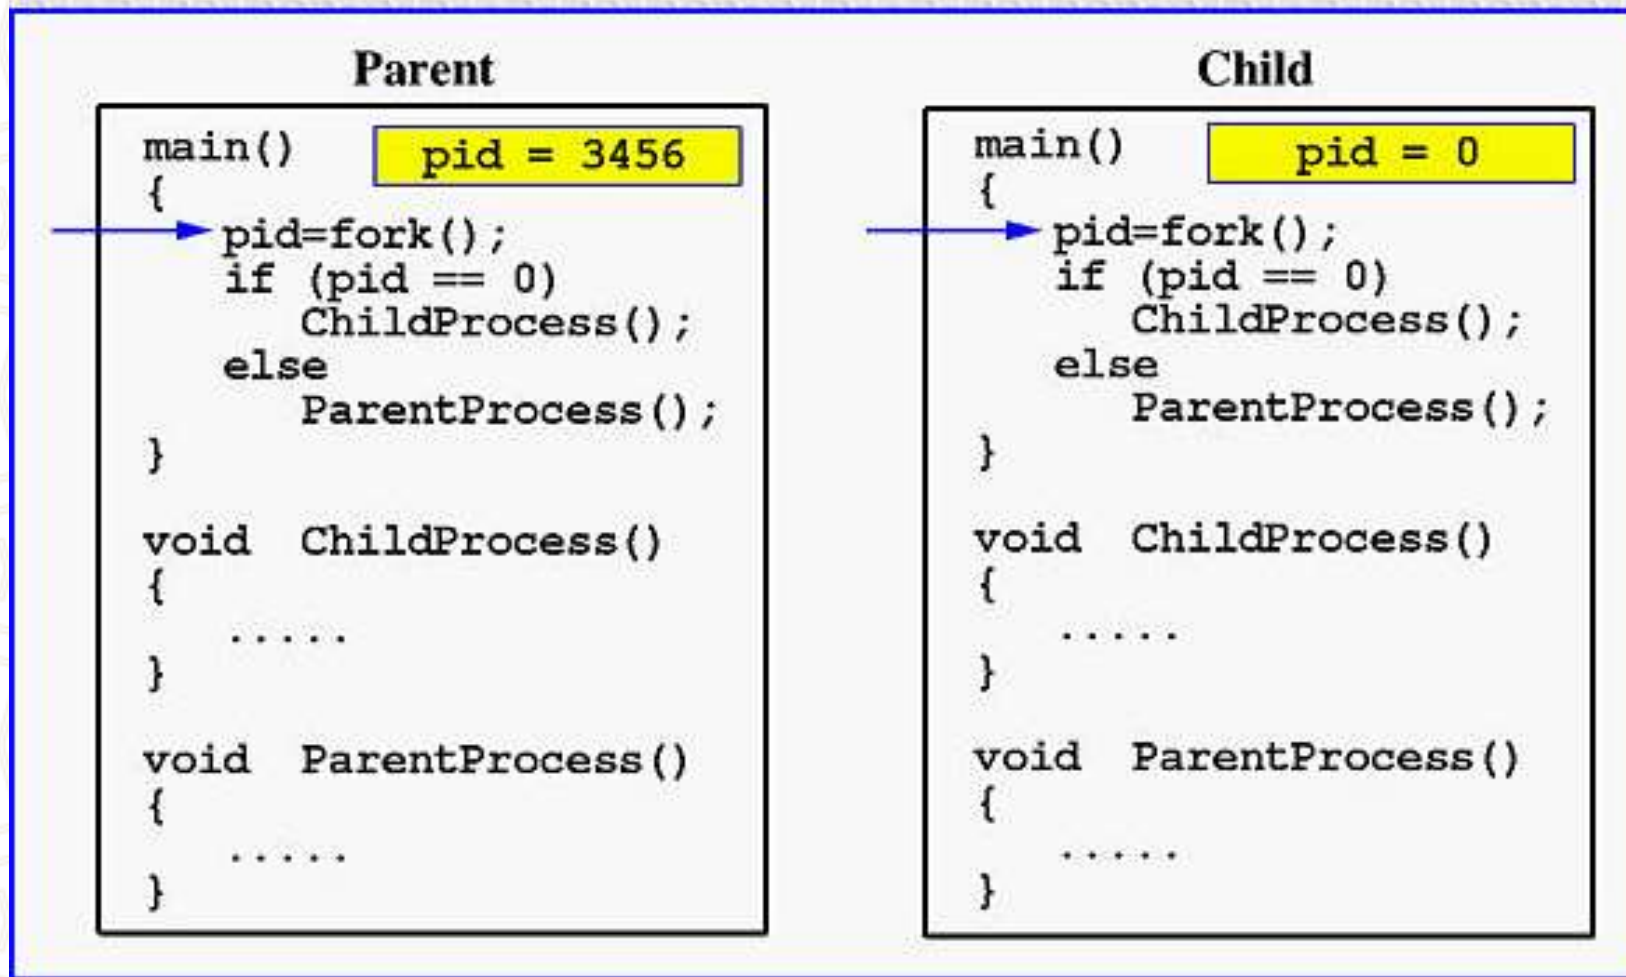 Parent
main()
pid = 3456
{
pid=fork();
if (pid == 0)
ChildProcess();
else
ParentProcess();
}
void ChildProcess()
{
.....
}
void ParentProcess()
{
.....
}
Child
main()
pid = 0
{
pid=fork();
if (pid == 0)
ChildProcess();
else
ParentProcess();
}
void ChildProcess()
{
.....
}
void ParentProcess()
{
.....
}